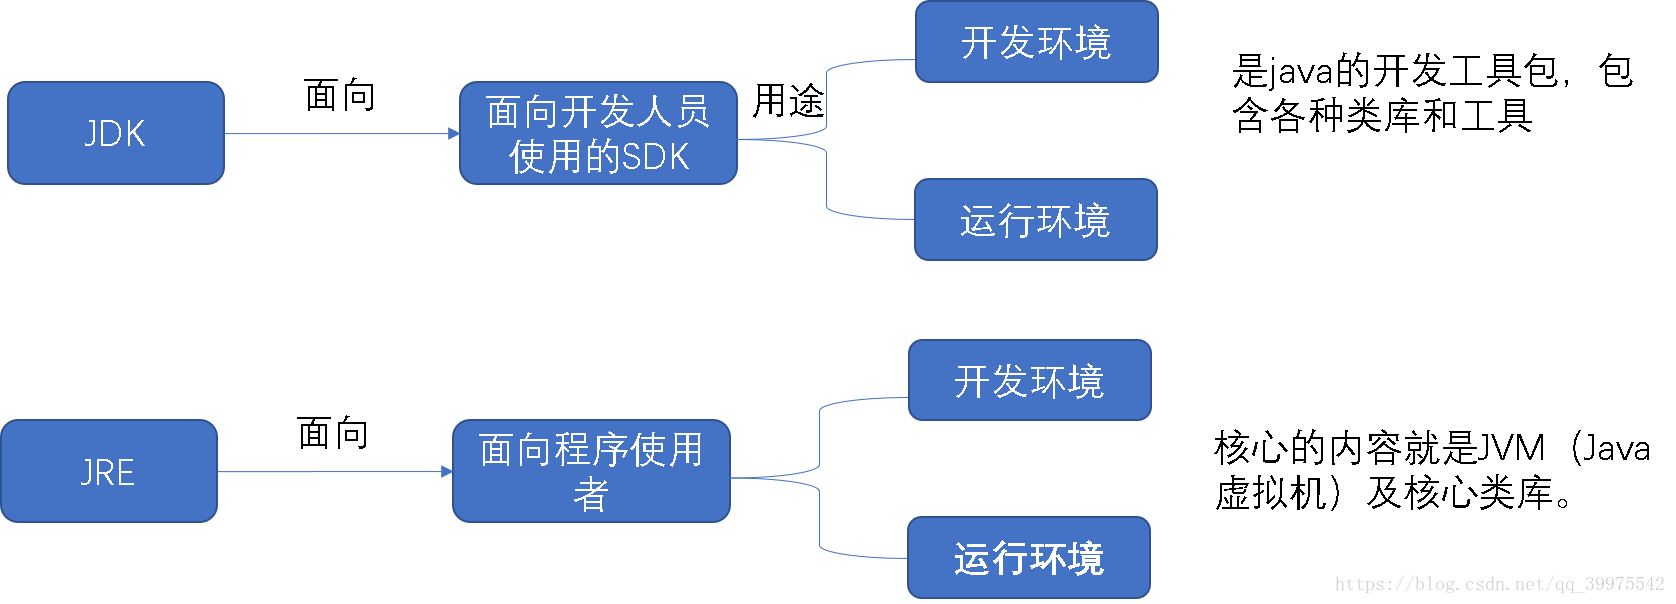 JDK
面向
面向开发人员
使用的SDK
用途
开发环境
运行环境
是java的开发工具包，包
含各种类库和工具
JRE
面向
面向程序使用
者
开发环境
运行环境
核心的内容就是JVM（Java
虚拟机）及核心类库。
https://blog.csdn.net/qq_39975542